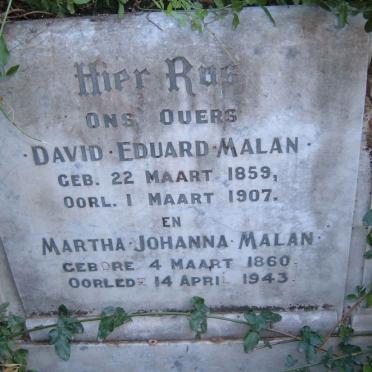 Hier Rus
ONS OUERS
DAVID · EDUARD · MALAN
GEB. 22 MAART 1859,
OORL. 1 MAART 1907.
EN
MARTHA · JOHANNA · MALAN
GEBORE 4 MAART 1860.
OORLEDE 14 APRIL 1943.